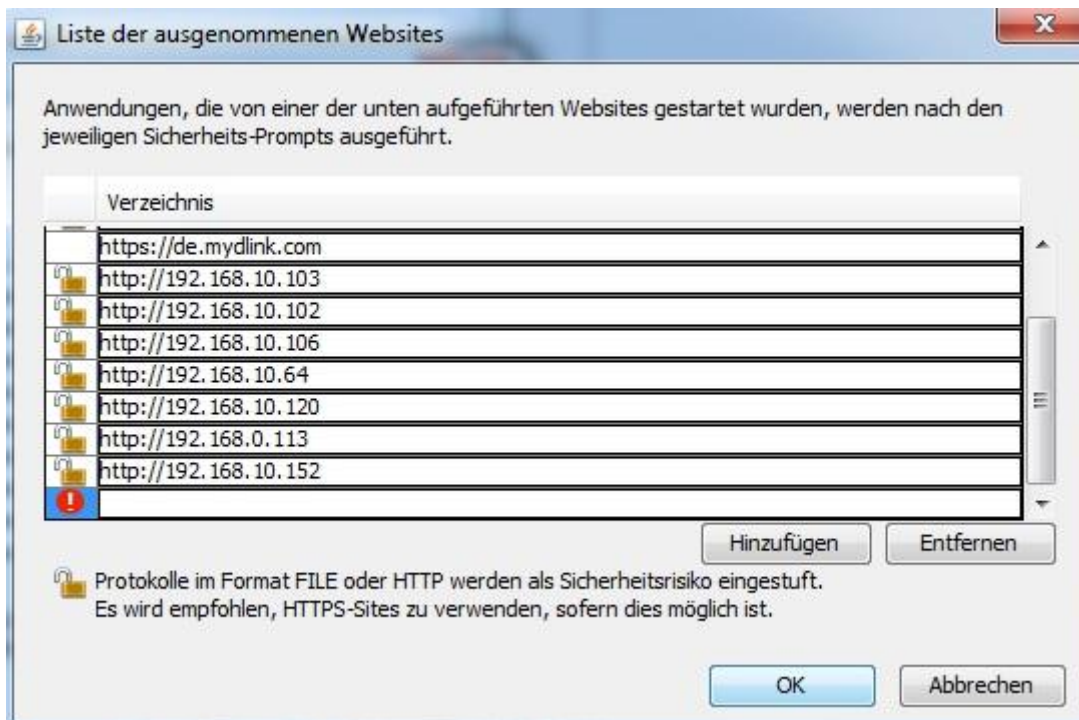 Liste der ausgenommenen Websites
Anwendungen, die von einer der unten aufgeführten Websites gestartet wurden, werden nach den
jeweiligen Sicherheits-Prompts ausgeführt.
Verzeichnis
https://de.mydlink.com
http://192.168.10.103
http://192.168.10.102
http://192.168.10.106
http://192.168.10.64
http://192.168.10.120
http://192.168.0.113
http://192.168.10.152
Hinzufügen Entfernen
Protokolle im Format FILE oder HTTP werden als Sicherheitsrisiko eingestuft.
Es wird empfohlen, HTTPS-Sites zu verwenden, sofern dies möglich ist.
OK Abbrechen